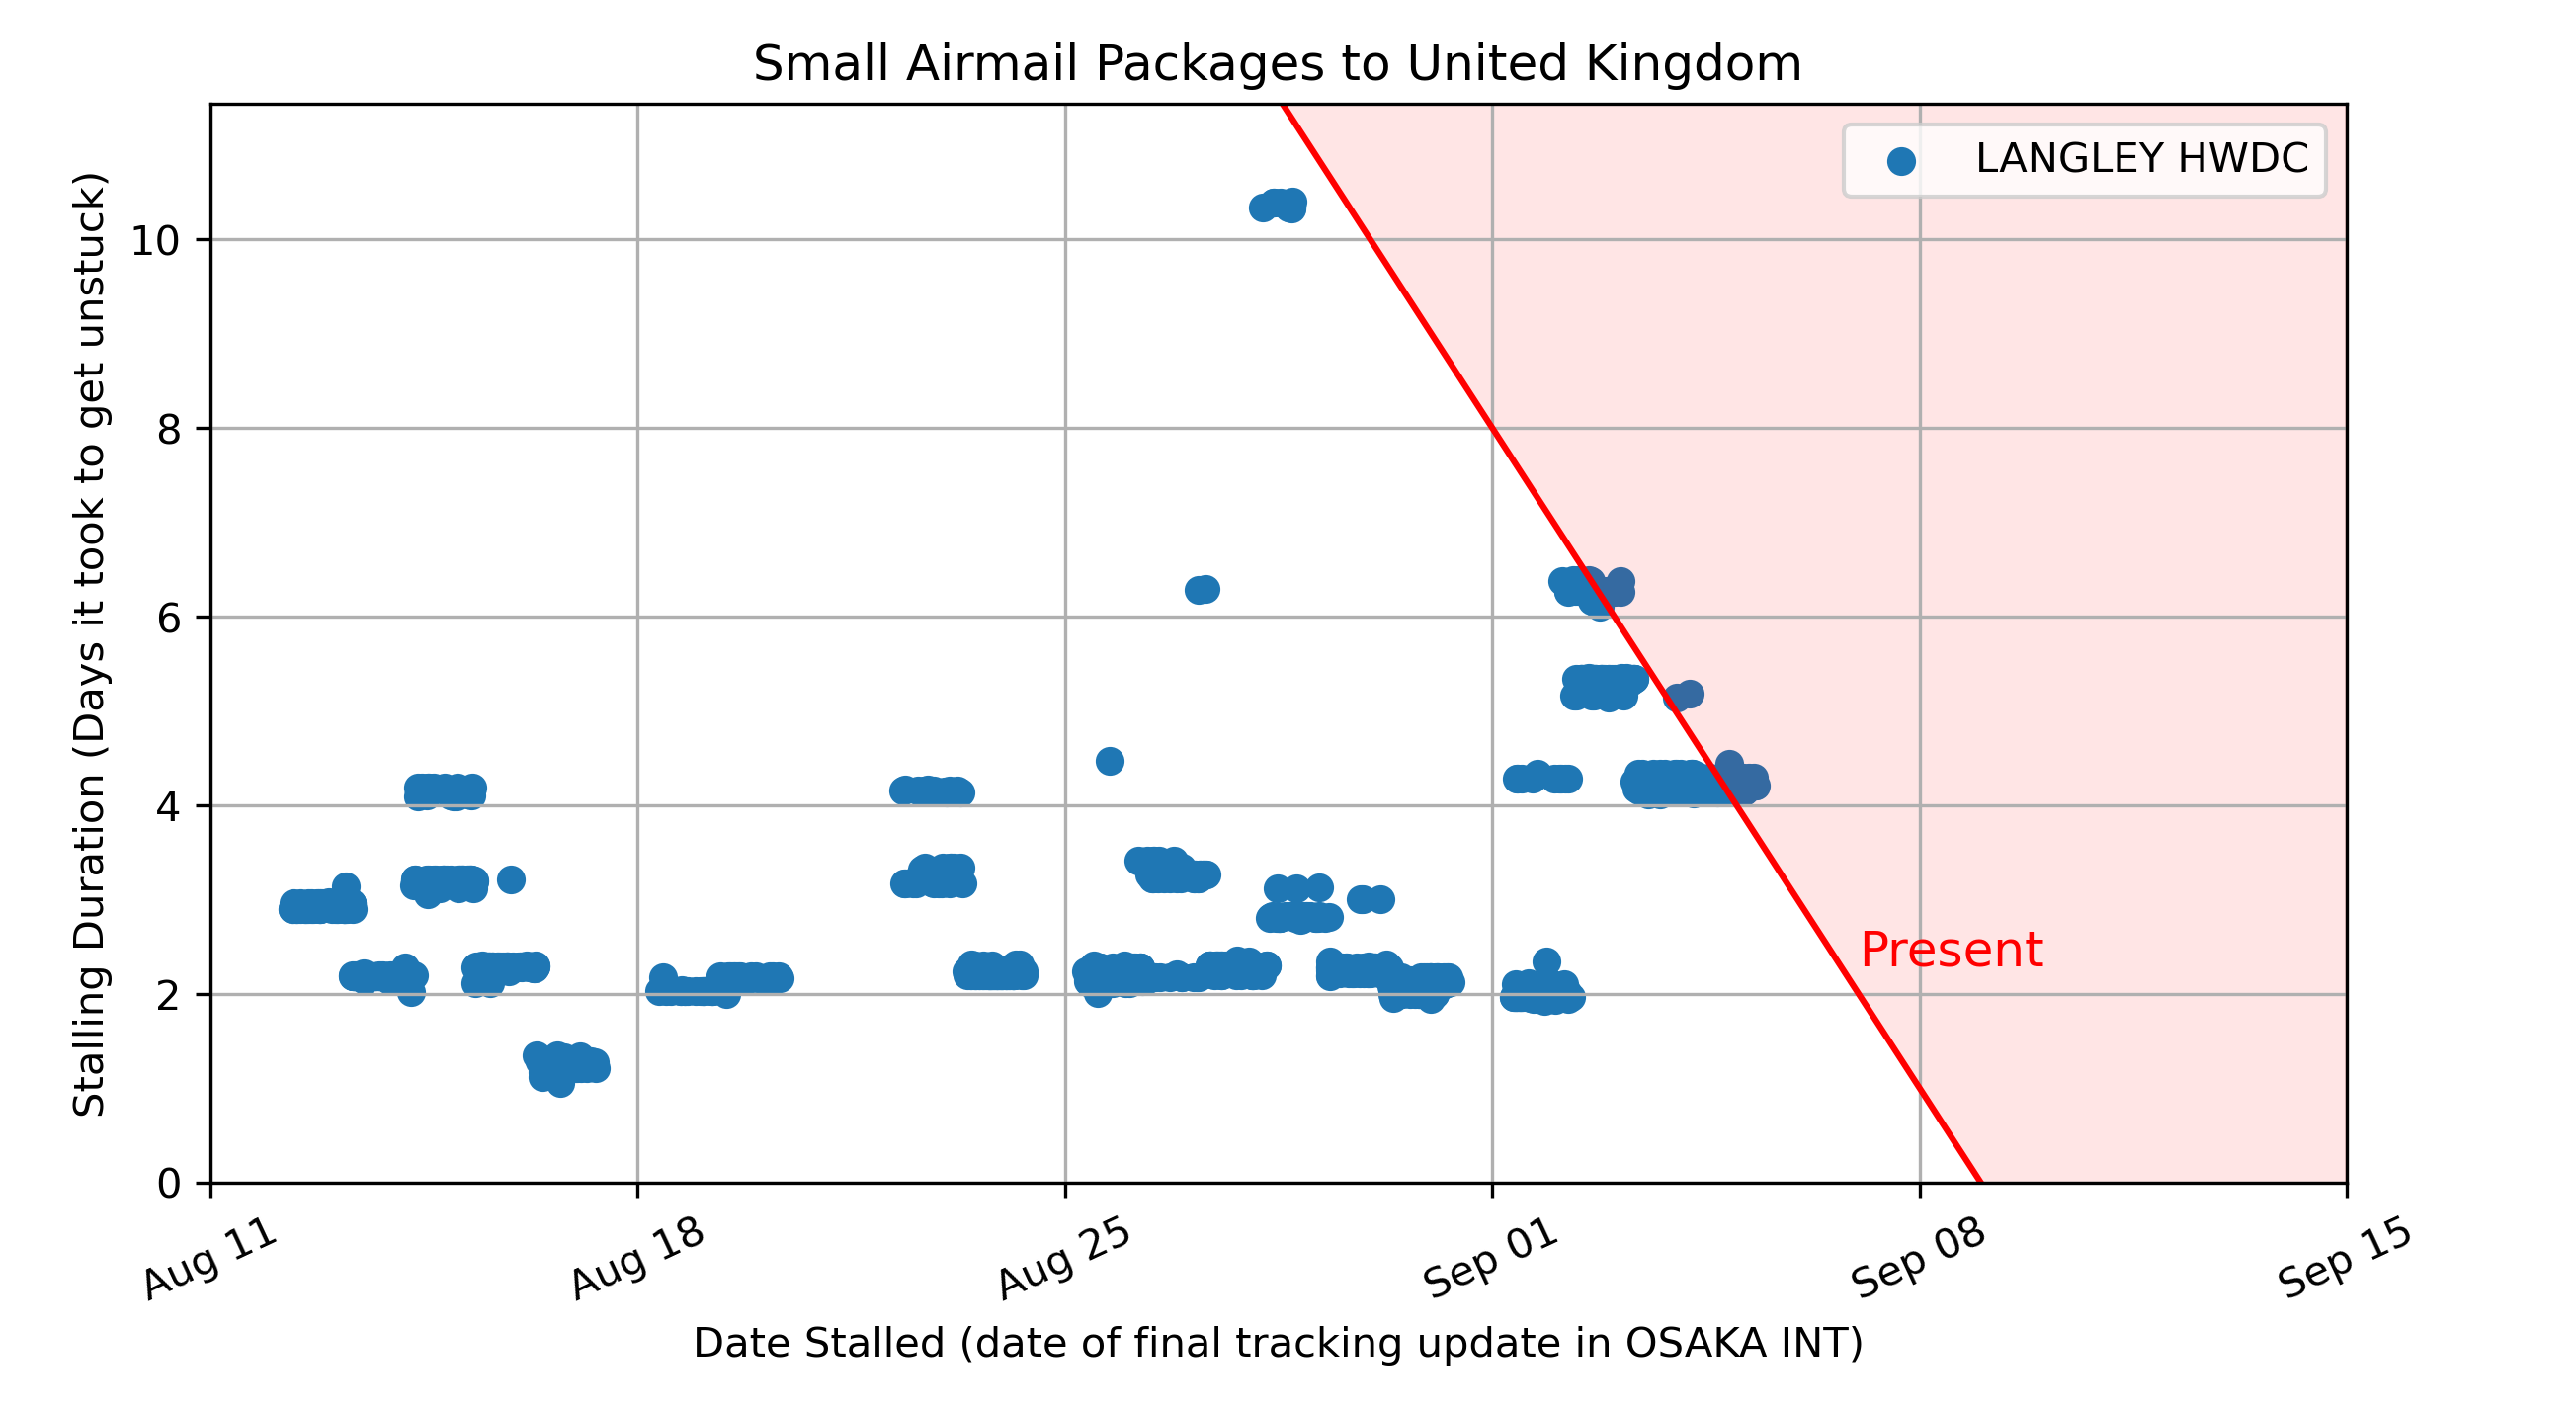 Small Airmail Packages to United Kingdom
LANGLEY HWDC
Stalling Duration (Days it took to get unstuck)
10
8
6
4
2
0
Present
Aug 11
Aug 18
Aug 25
Sep 01
Sep 08
Sep 15
Date Stalled (date of final tracking update in OSAKA INT)